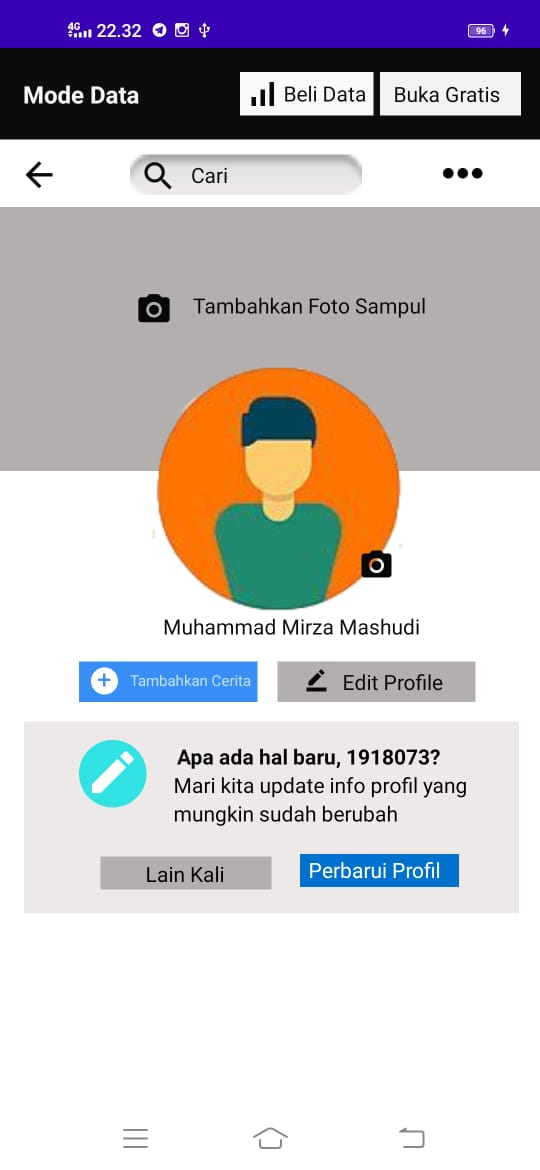 4G 22.32 96
Mode Data Beli Data Buka Gratis
Cari
Tambahkan Foto Sampul
Muhammad Mirza Mashudi
Tambahkan Cerita Edit Profile
Apa ada hal baru, 1918073?
Mari kita update info profil yang
mungkin sudah berubah
Lain Kali Perbarui Profil